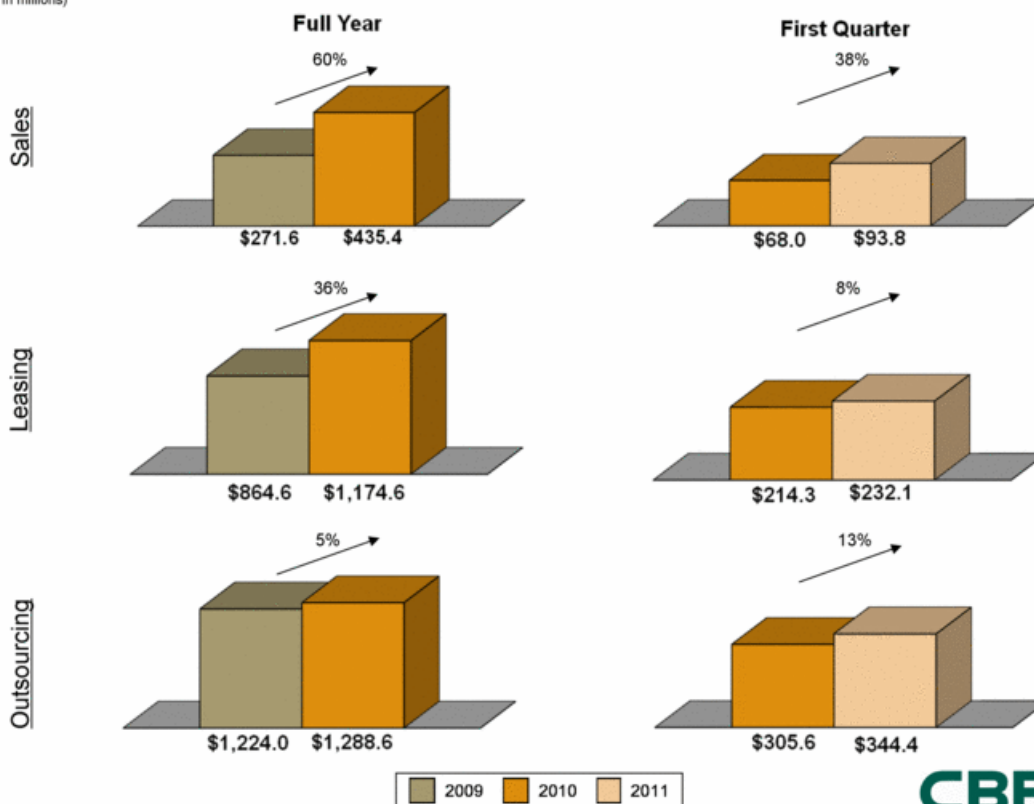 in millions)
Full Year
First Quarter
60%
38%
Sales
$271.6 $435.4
$68.0 $93.8
36%
8%
Leasing
$864.6 $1,174.6
$214.3 $232.1
5%
13%
Outsourcing
$1,224.0 $1,288.6
$305.6 $344.4
2009 2010 2011